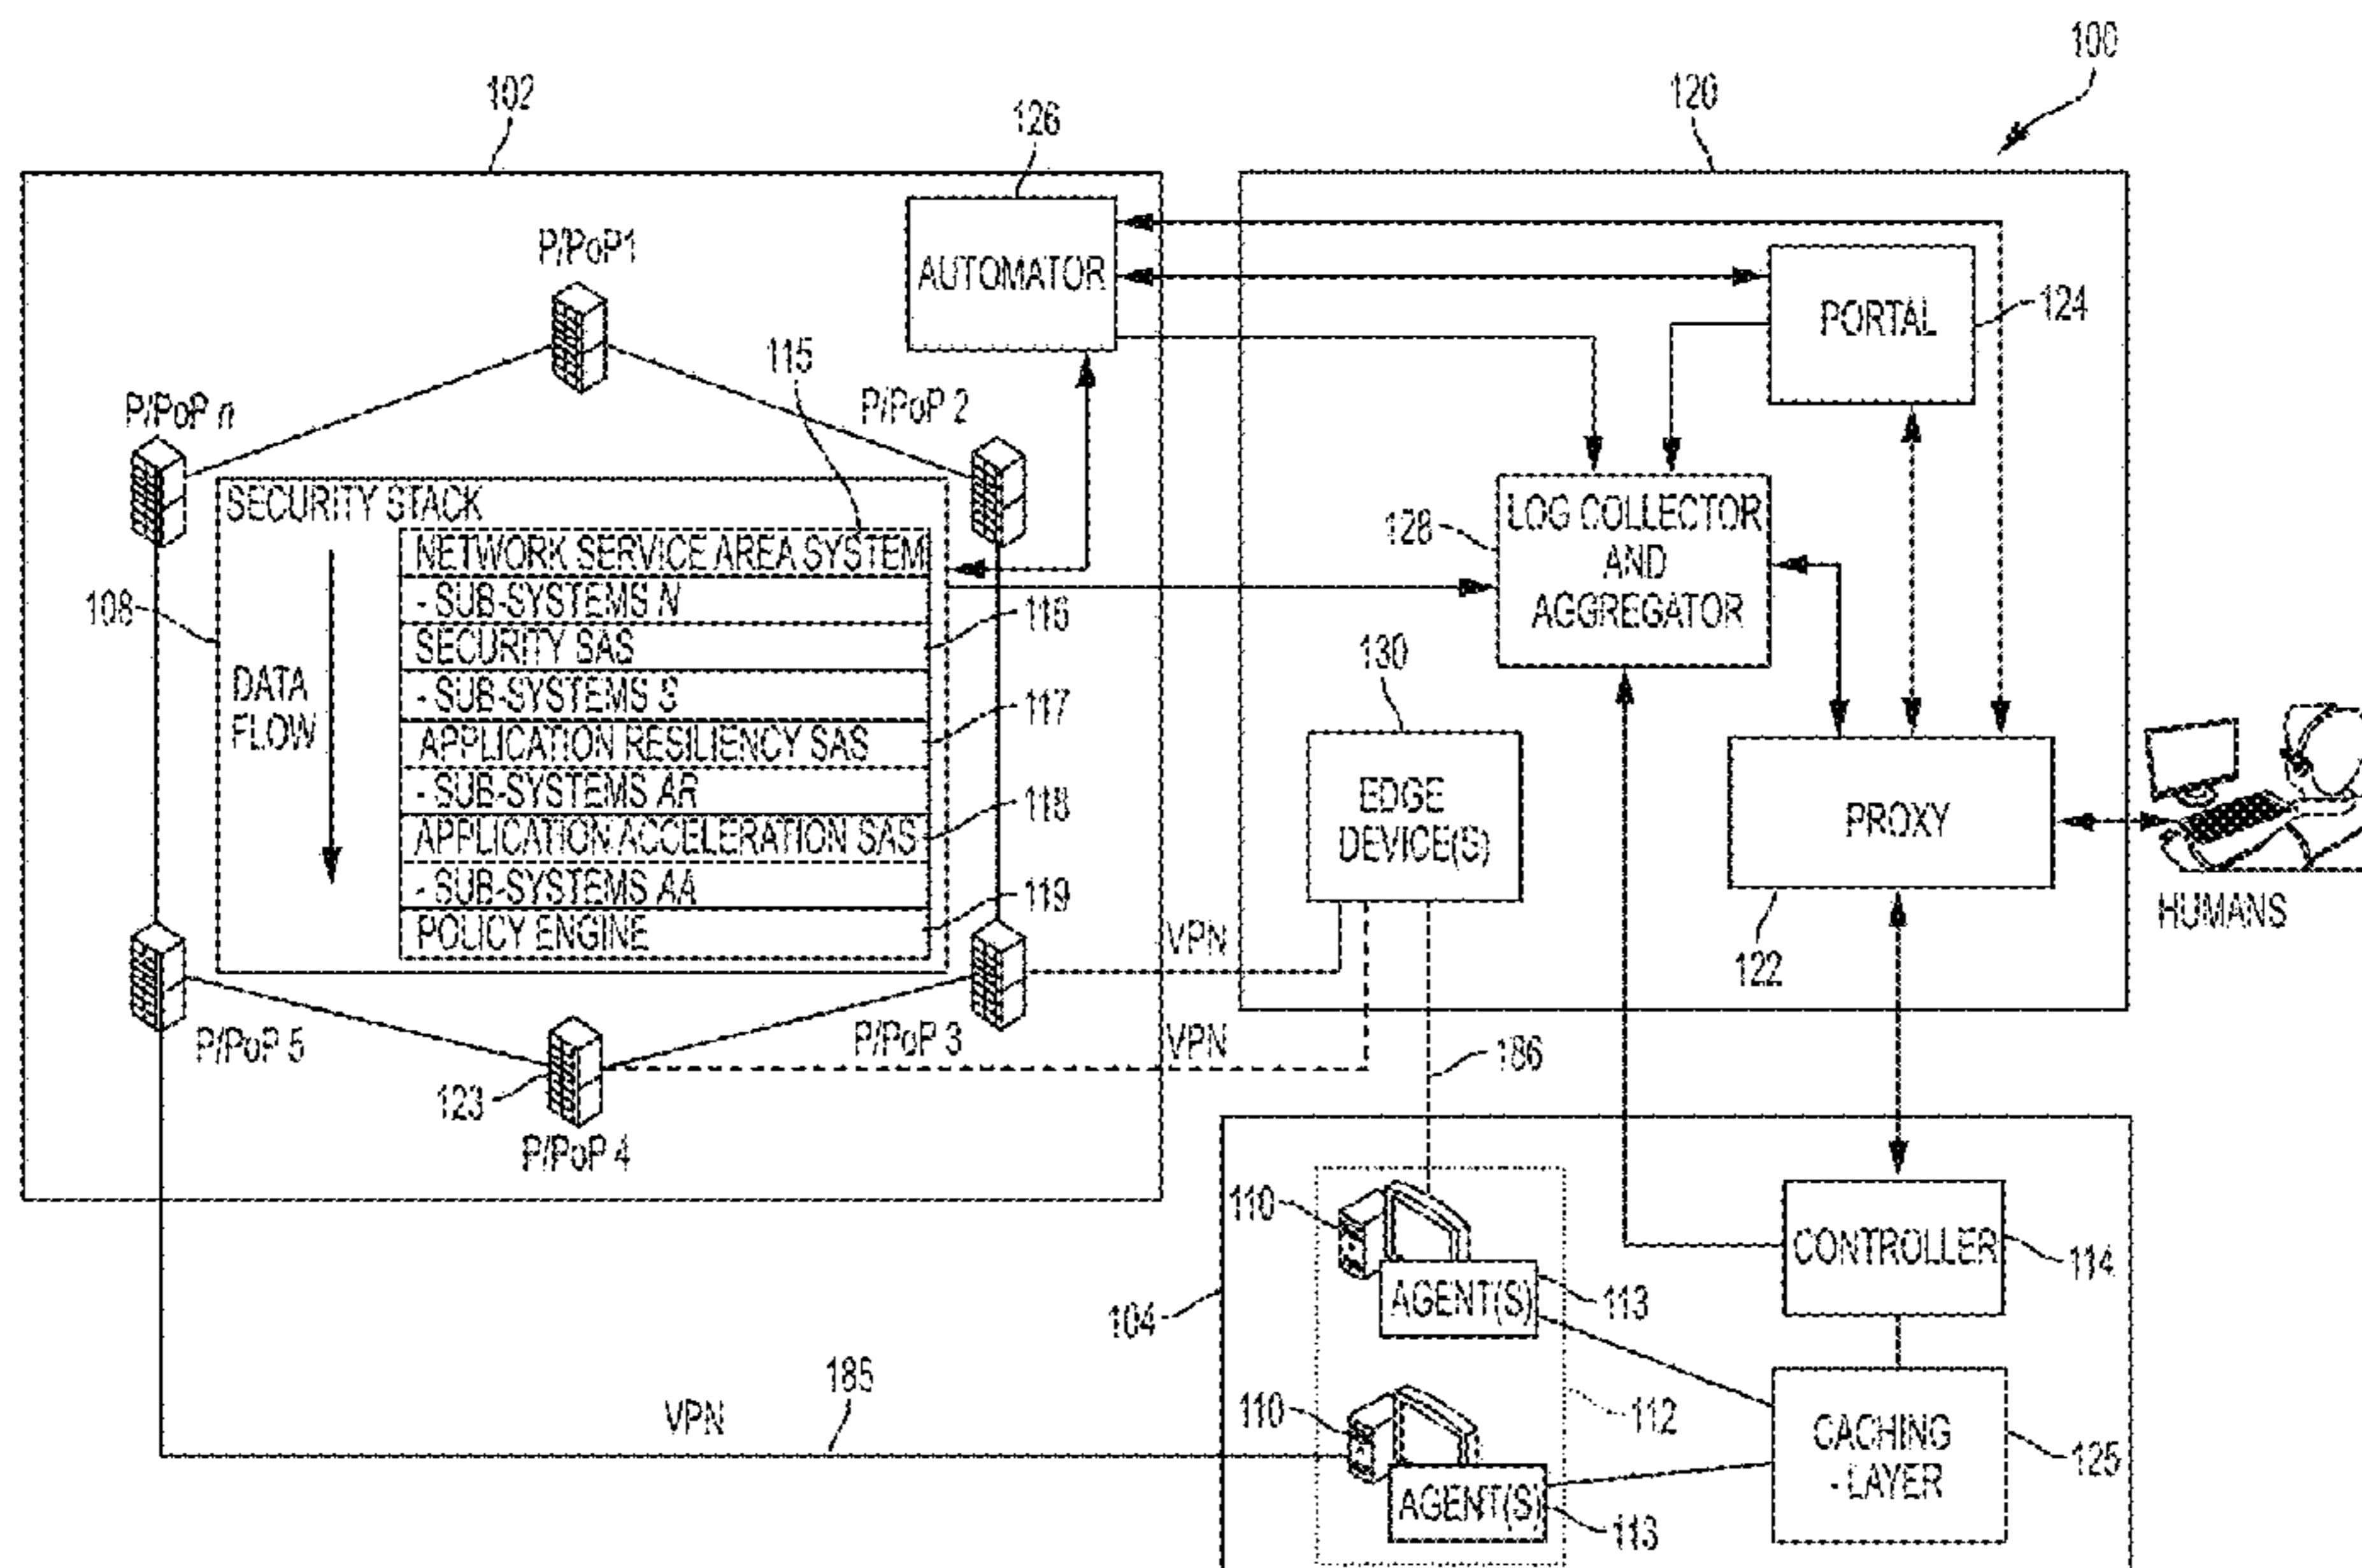 100
102
120
126
P/PoP1
AUTOMATOR
PORTAL
124
115
P/PoP n
P/PoP 2
SECURITY STACK
NETWORK SERVICE AREA SYSTEM
- SUB-SYSTEMS N
SECURITY SAS
- SUB-SYSTEMS S
APPLICATION RESILIENCY SAS
- SUB-SYSTEMS AR
APPLICATION ACCELERATION SAS
- SUB-SYSTEMS AA
POLICY ENGINE
108
DATA
FLOW
116
117
118
119
128
LOG COLLECTOR
AND
AGGREGATOR
130
EDGE
DEVICE(S)
PROXY
122
HUMANS
VPN
VPN
P/PoP 5
P/PoP 3
123
P/PoP 4
186
110
AGENT(S)
113
CONTROLLER
114
104
185
VPN
110
AGENT(S)
113
112
CACHING
- LAYER
125